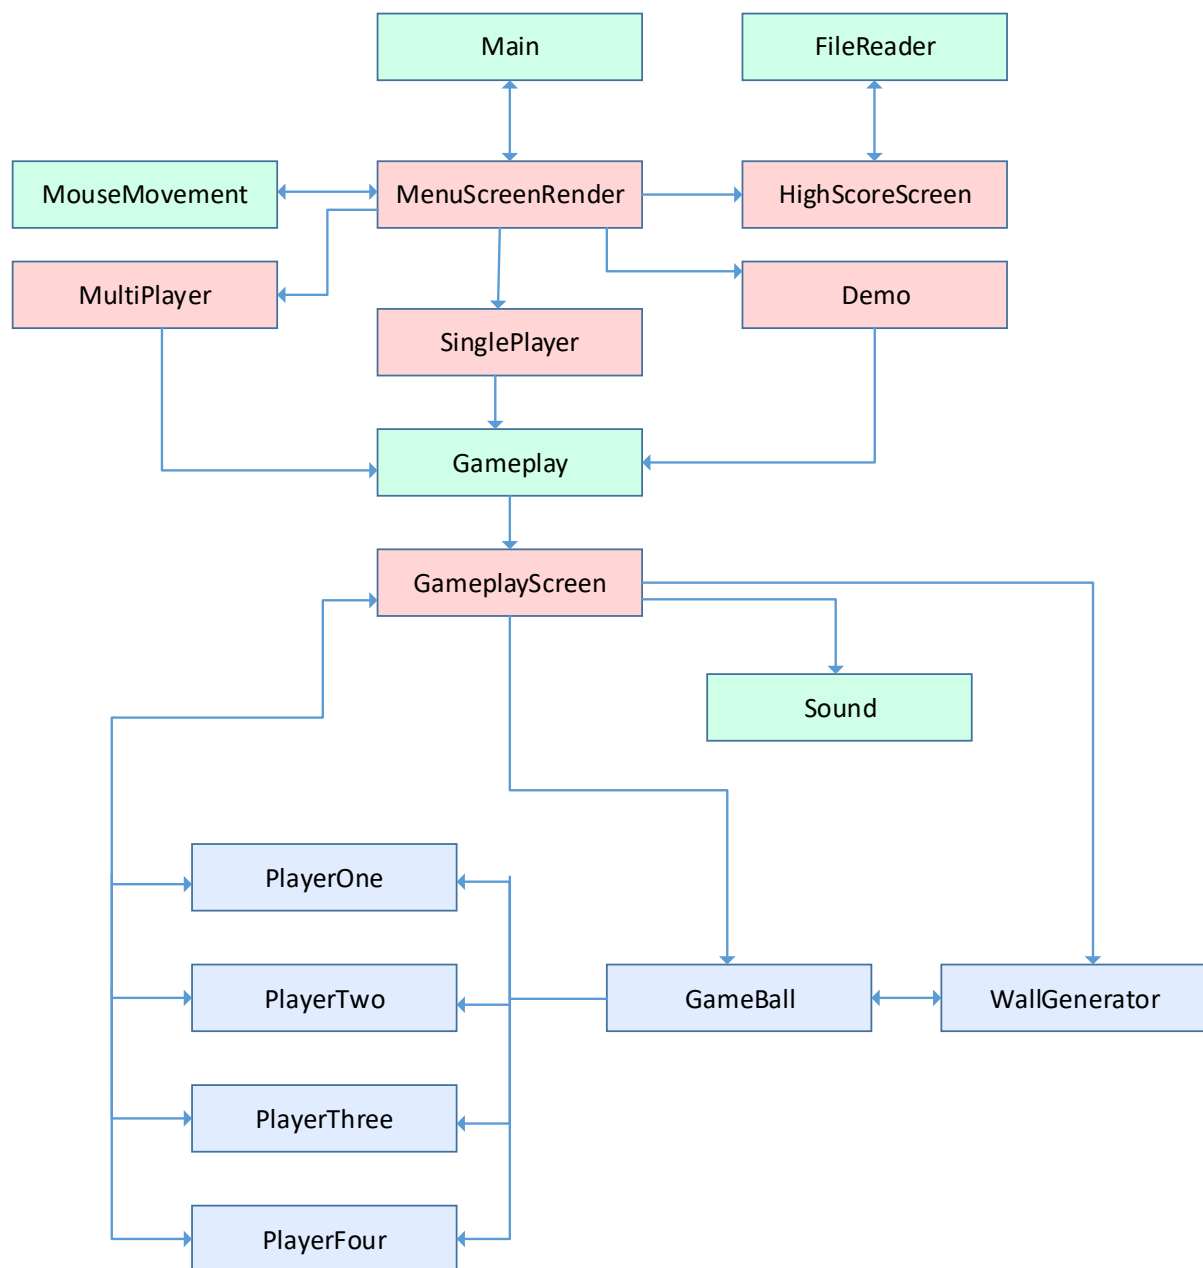 Main
FileReader
MouseMovement
MenuScreenRender
HighScoreScreen
MultiPlayer
Demo
SinglePlayer
Gameplay
GameplayScreen
Sound
PlayerOne
PlayerTwo
GameBall
WallGenerator
PlayerThree
PlayerFour